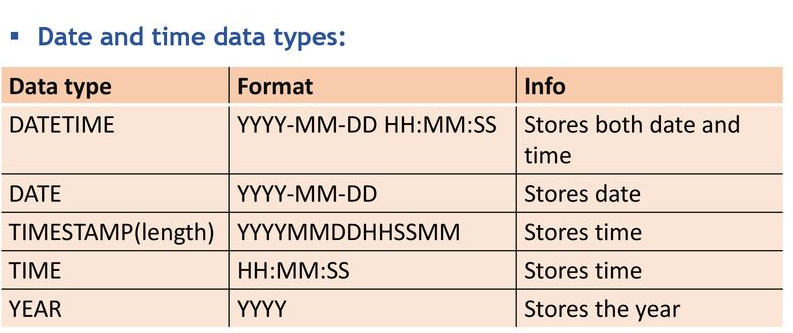 ▪ Date and time data types:
Data type Format Info
DATETIME YYYY-MM-DD HH:MM:SS Stores both date and
time
DATE YYYY-MM-DD Stores date
TIMESTAMP(length) YYYYMMDDHHSSMM Stores time
TIME HH:MM:SS Stores time
YEAR YYYY Stores the year